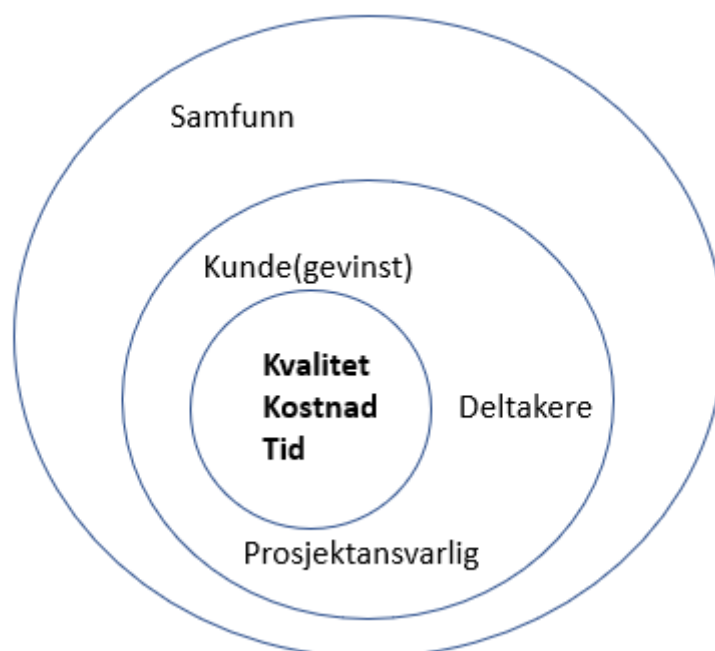 Samfunn
Kunde(gevinst)
Kvalitet
Kostnad
Tid
Deltakere
Prosjektansvarlig